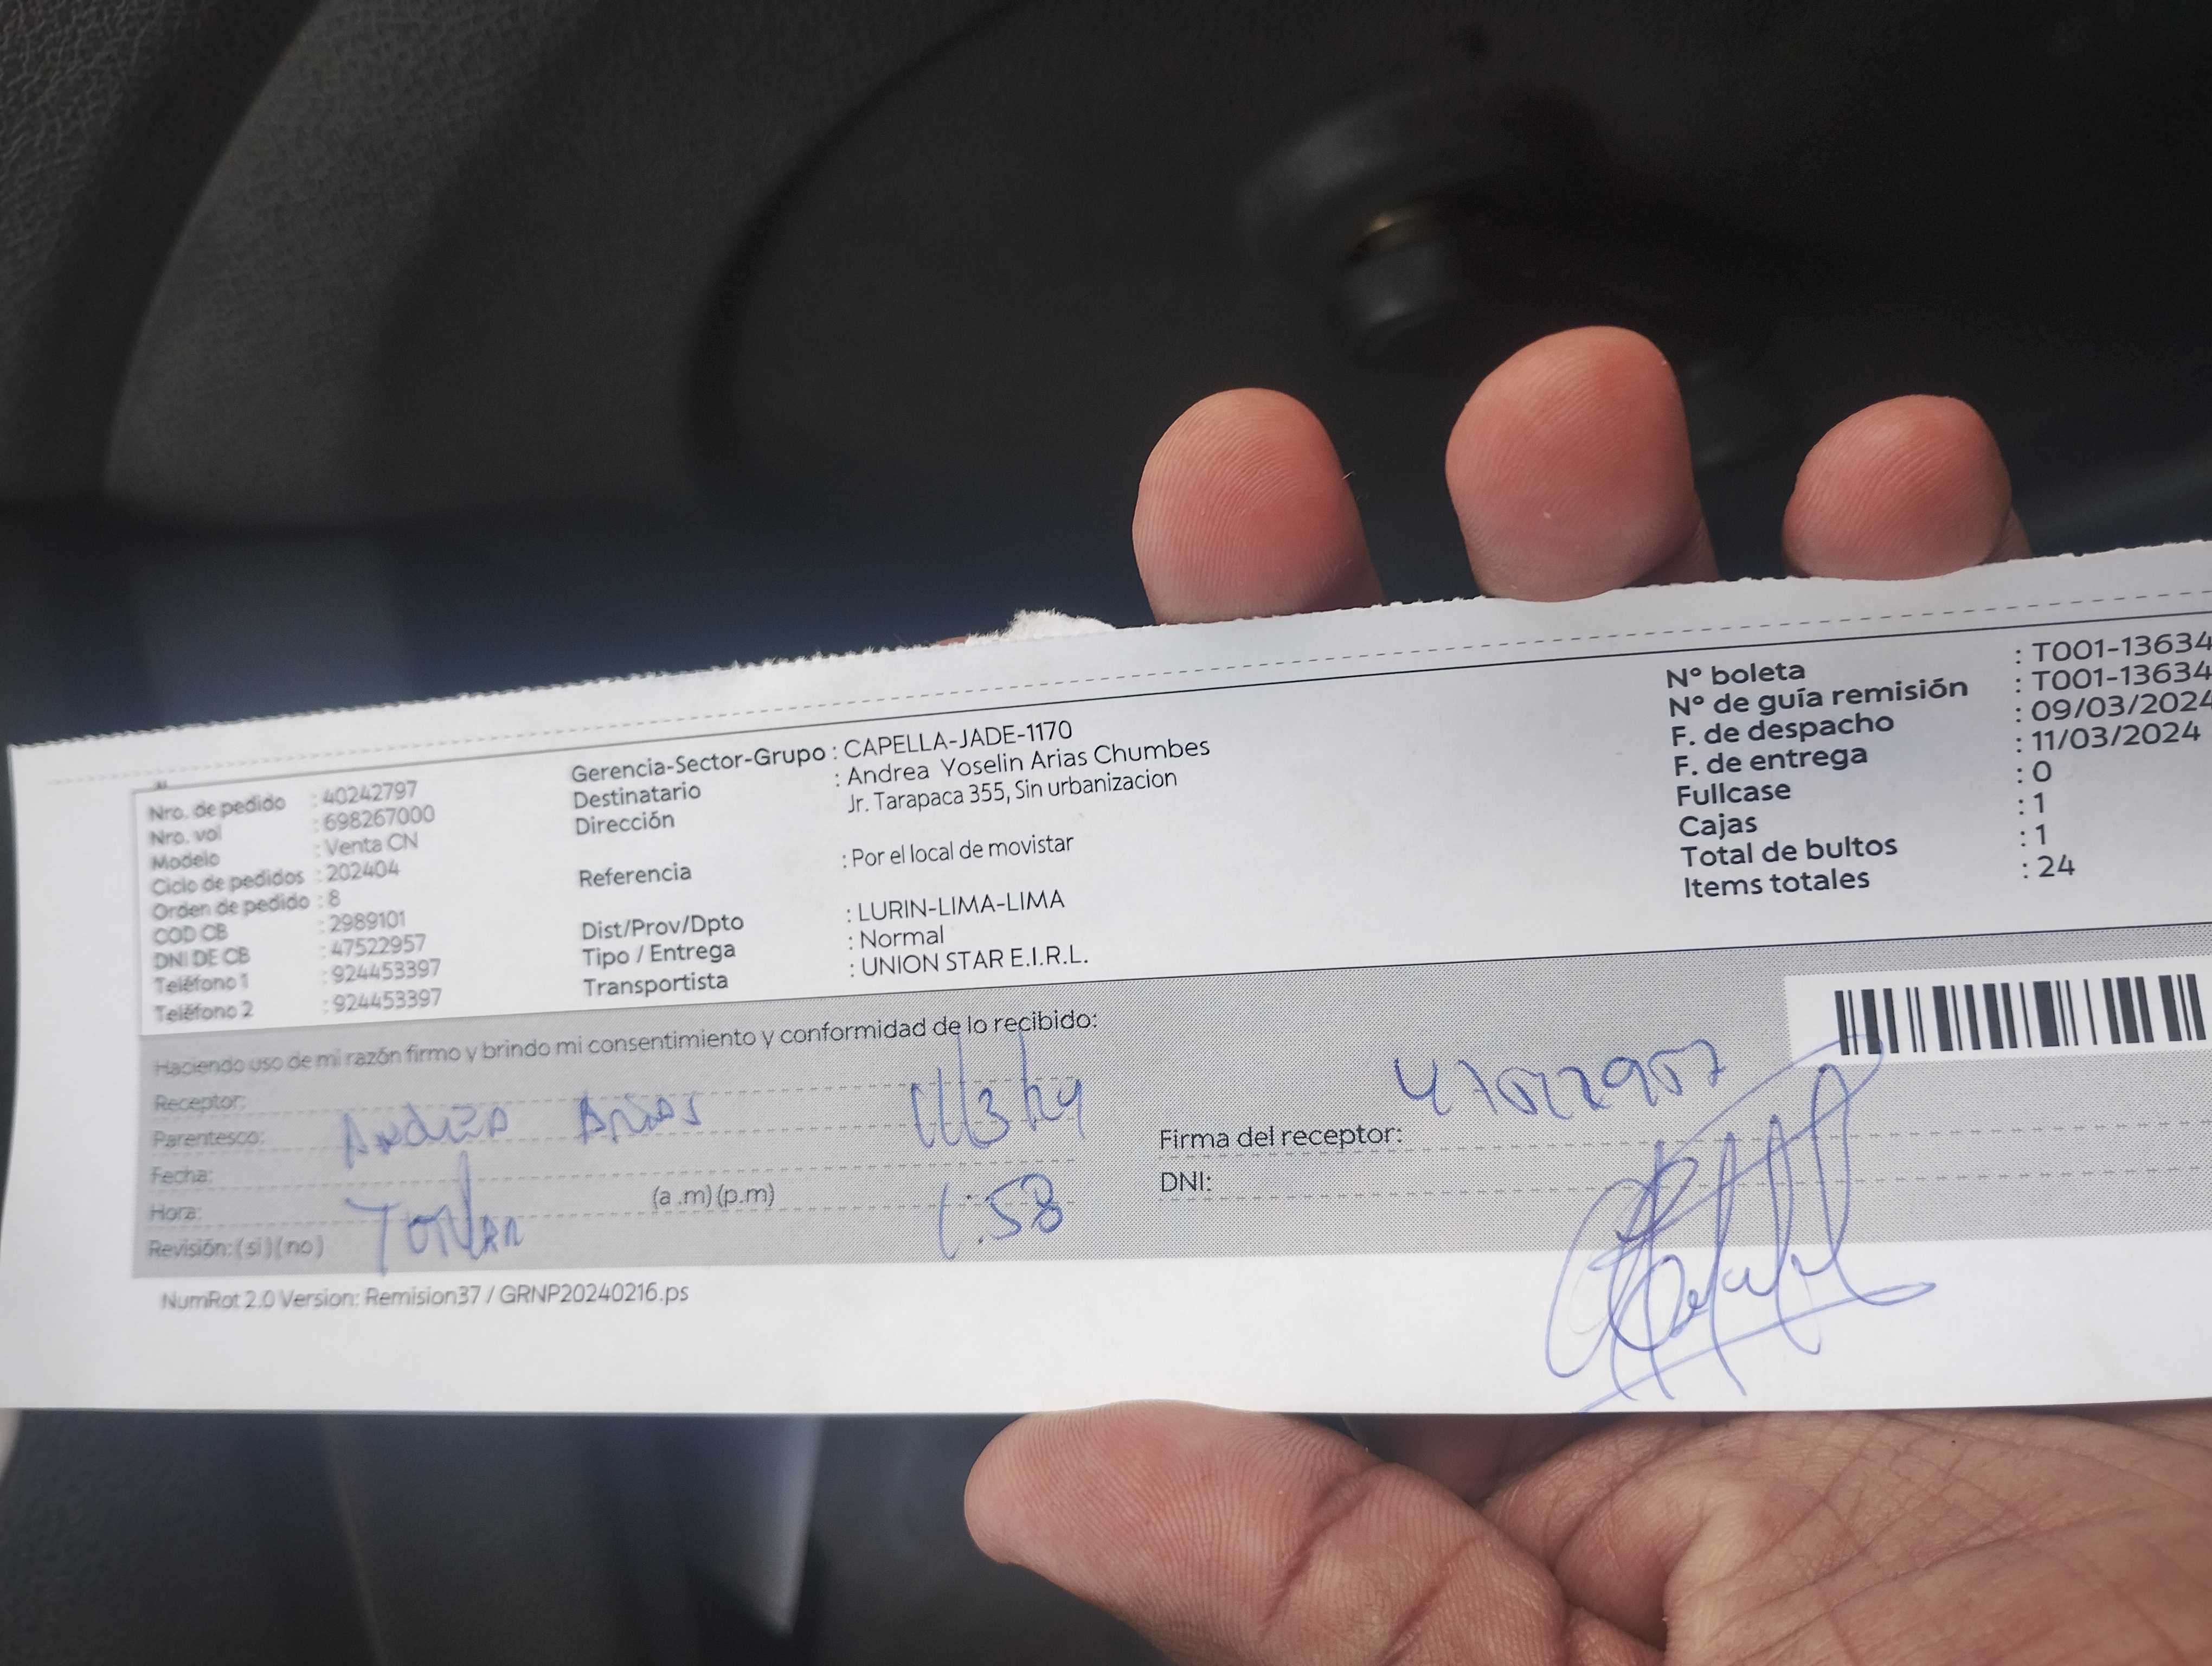 Nro. de pedido : 40242797
Nro. vol : 698267000
Modelo : Venta CN
Ciclo de pedidos : 202404
Orden de pedido : 8
COD CB : 2989101
DNI DE CB : 47522957
Teléfono 1 : 924453397
Teléfono 2 : 924453397
Gerencia-Sector-Grupo : CAPELLA-JADE-1170
Destinatario : Andrea Yoselin Arias Chumbes
Dirección Jr. Tarapaca 355, Sin urbanizacion
Referencia : Por el local de movistar
Dist/Prov/Dpto : LURIN-LIMA-LIMA
Tipo / Entrega : Normal
Transportista : UNION STAR E.I.R.L.
N° boleta : T001-13634
N° de guía remisión : T001-13634
F. de despacho : 09/03/2024
F. de entrega : 11/03/2024
Fullcase : 0
Cajas : 1
Total de bultos : 1
Items totales : 24
Haciendo uso de mi razón firmo y brindo mi consentimiento y conformidad de lo recibido:
Receptor:
Parentesco: Andrea Arias 11/3/24
Fecha:
Hora: (a .m) (p.m) 1:58
Revisión: ( si ) ( no )
47522957
Firma del receptor:
DNI:
NumRot 2.0 Version: Remision37 / GRNP20240216.ps